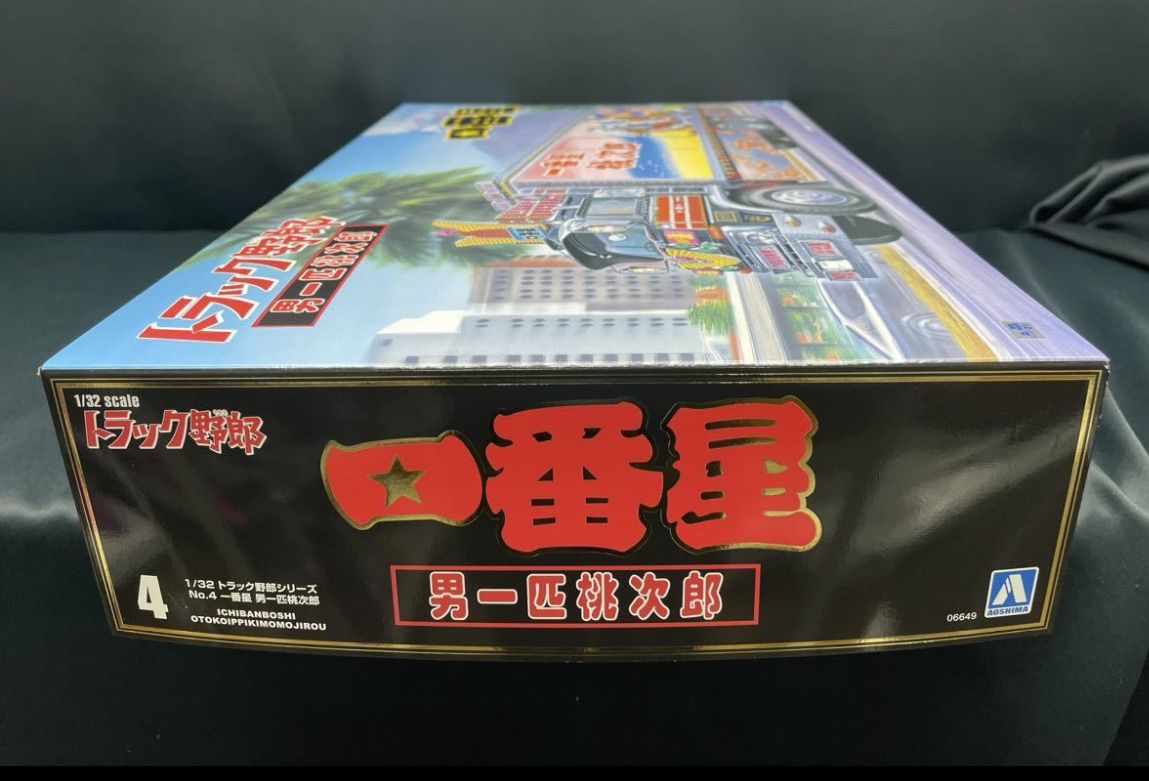 トラック野郎
男一匹桃次郎
1/32 scale
トラック野郎
一番星
男一匹桃次郎
4
1/32 トラック野郎シリーズ
No.4 一番星 男一匹桃次郎
ICHIBANBOSHI
OTOKOIPPIKIMOMOJIROU
06649
AOSHIMA